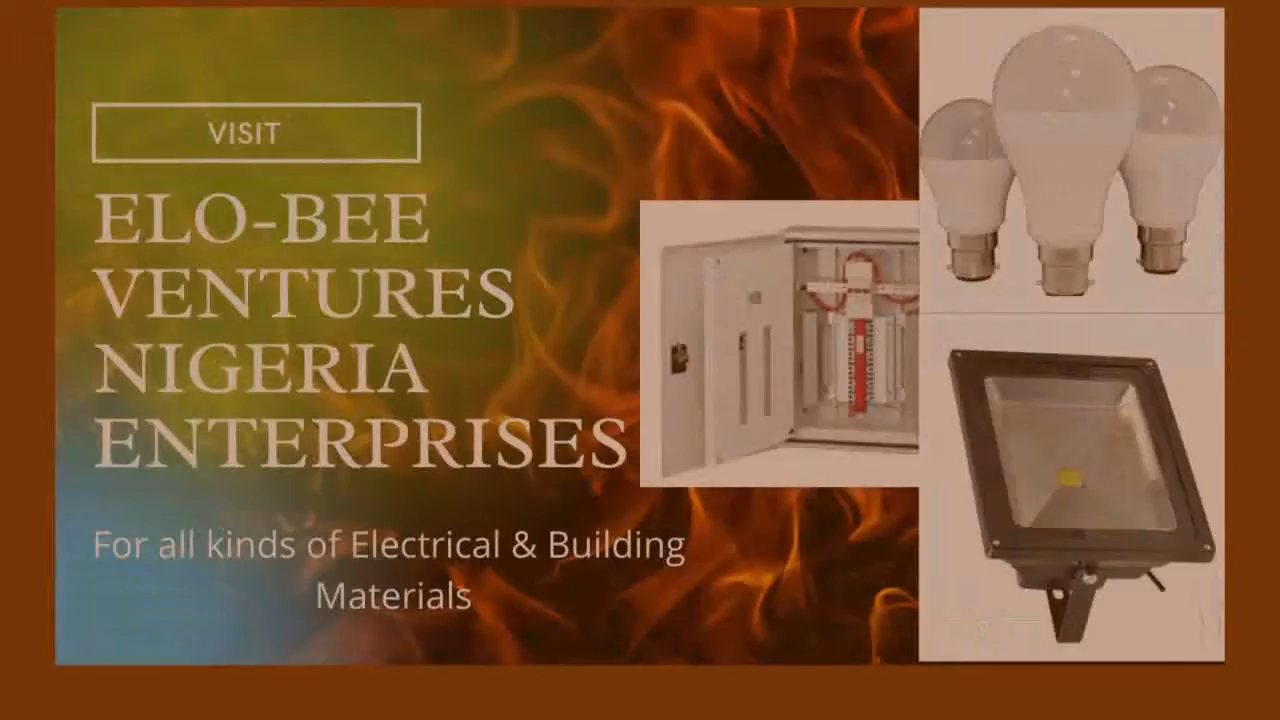 VISIT
ELO-BEE
VENTURES
NIGERIA
ENTERPRISES
For all kinds of Electrical & Building
Materials